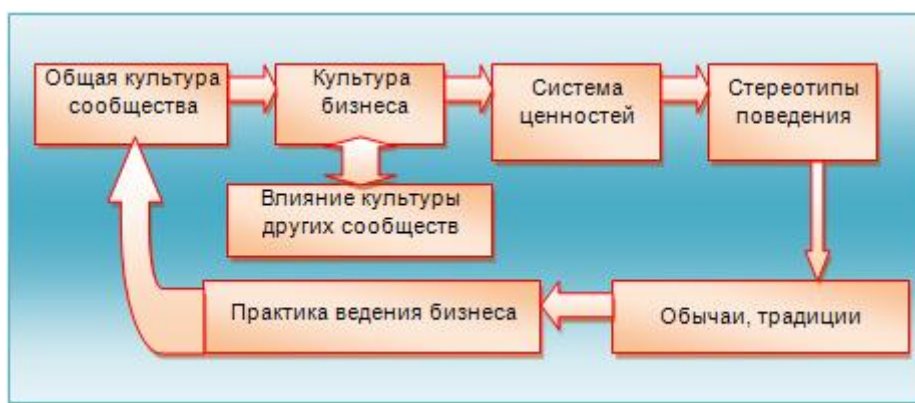 Общая культура
сообщества
Культура
бизнеса
Система
ценностей
Стереотипы
поведения
Влияние культуры
других сообществ
Практика ведения бизнеса
Обычаи, традиции